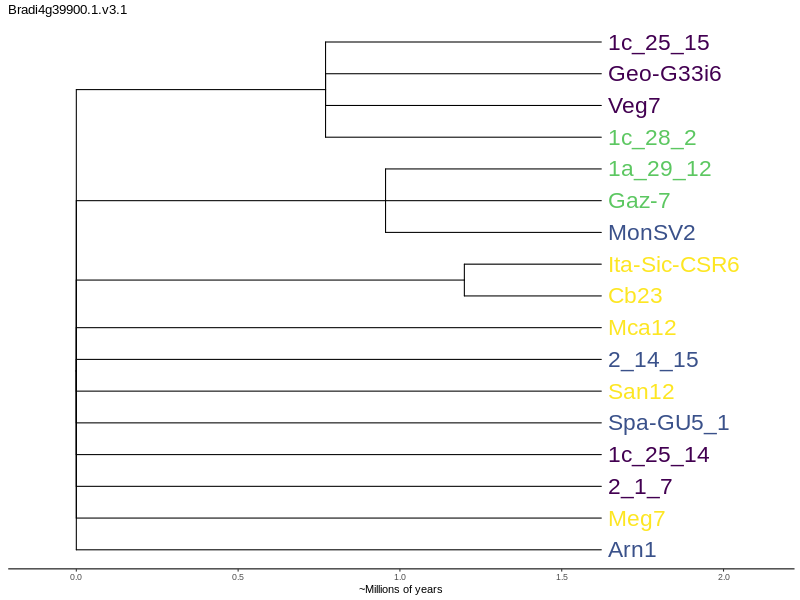 Bradi4g39900.1.v3.1
1c_25_15
Geo-G33i6
Veg7
1c_28_2
1a_29_12
Gaz-7
MonSV2
Ita-Sic-CSR6
Cb23
Mca12
2_14_15
San12
Spa-GU5_1
1c_25_14
2_1_7
Meg7
Arn1
0.0 0.5 1.0 1.5 2.0
~Millions of years